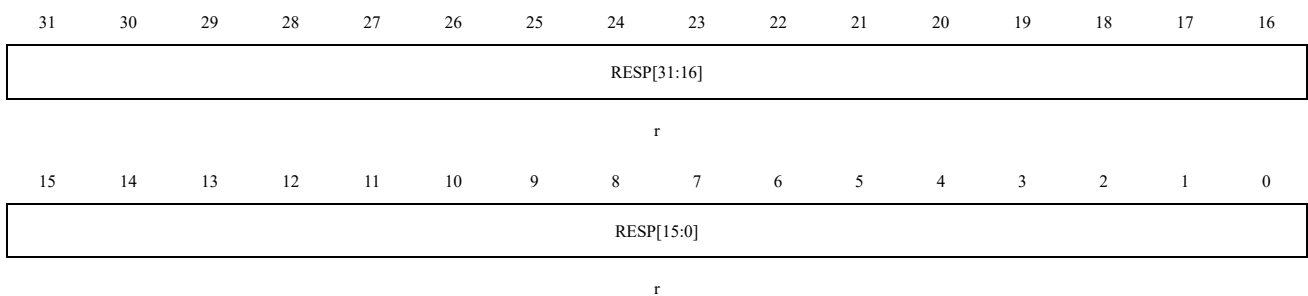 31 30 29 28 27 26 25 24 23 22 21 20 19 18 17 16
RESP[31:16]
r
15 14 13 12 11 10 9 8 7 6 5 4 3 2 1 0
RESP[15:0]
r